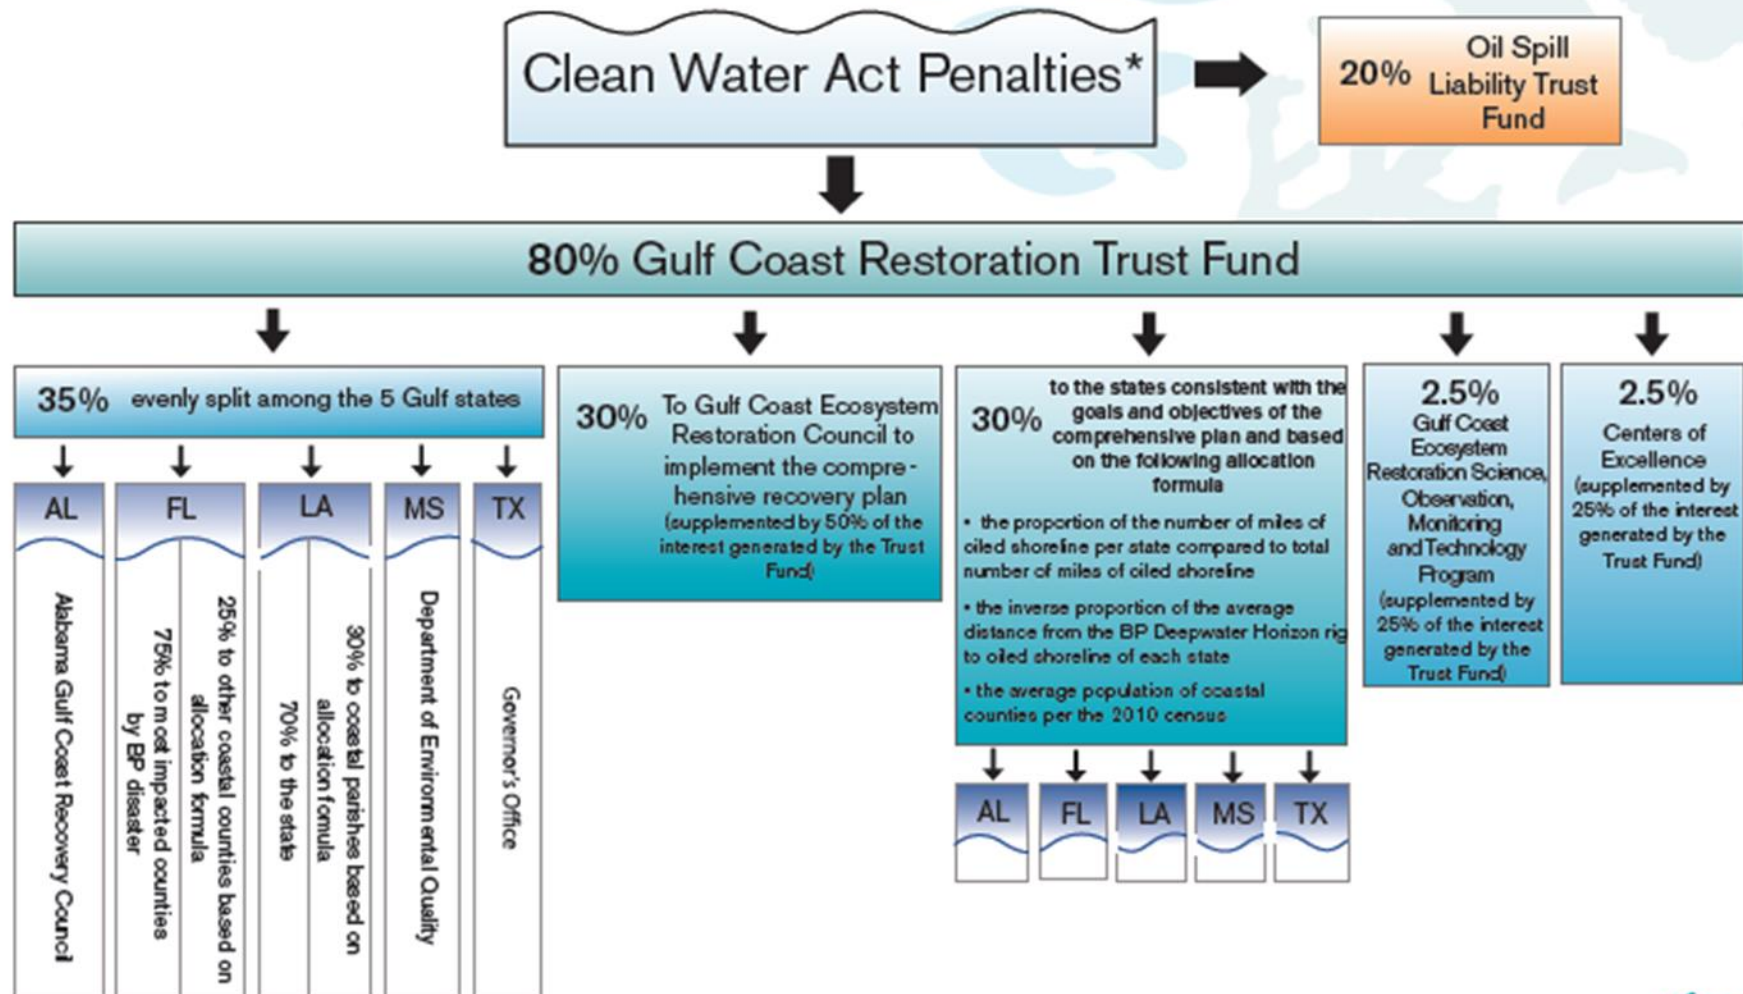 Clean Water Act Penalties*
20%
Oil Spill
Liability Trust
Fund
80% Gulf Coast Restoration Trust Fund
35% evenly split among the 5 Gulf states
AL
FL
LA
MS
TX
Alabama Gulf Coast Recovery Council
25% to other coastal counties based on
allocation formula
75% to most impacted counties
by BP disaster
30% to coastal parishes based on
allocation fomula
70% to the state
Department of Environmental Quality
Governor's Office
30%
To Gulf Coast Ecosystem
Restoration Council to
implement the compre-
hensive recovery plan
(supplemented by 50% of the
interest generated by the Trust
Fund)
30%
to the states consistent with the
goals and objectives of the
comprehensive plan and based
on the following allocation
formula
• the proportion of the number of miles of
oiled shoreline per state compared to total
number of miles of oiled shoreline
• the inverse proportion of the average
distance from the BP Deepwater Horizon rig
to oiled shoreline of each state
• the average population of coastal
counties per the 2010 census
AL
FL
LA
MS
TX
2.5%
Gulf Coast
Ecosystem
Restoration Science,
Observation,
Monitoring
and Technology
Program
(supplemented by
25% of the interest
generated by the
Trust Fund)
2.5%
Centers of
Excellence
(supplemented by
25% of the interest
generated by the
Trust Fund)